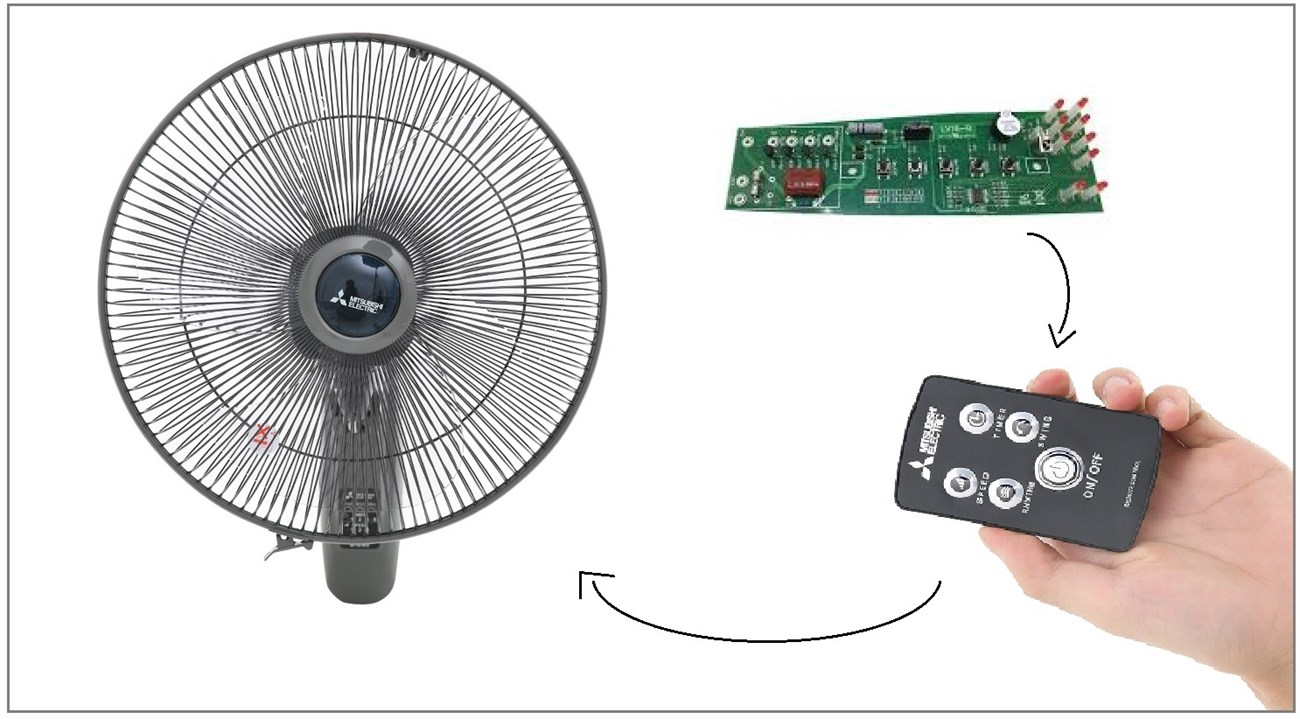 MITSUBISHI
ELECTRIC
MITSUBISHI
ELECTRIC
TIMER
SWING
SPEED
RHYTHM
ON/OFF